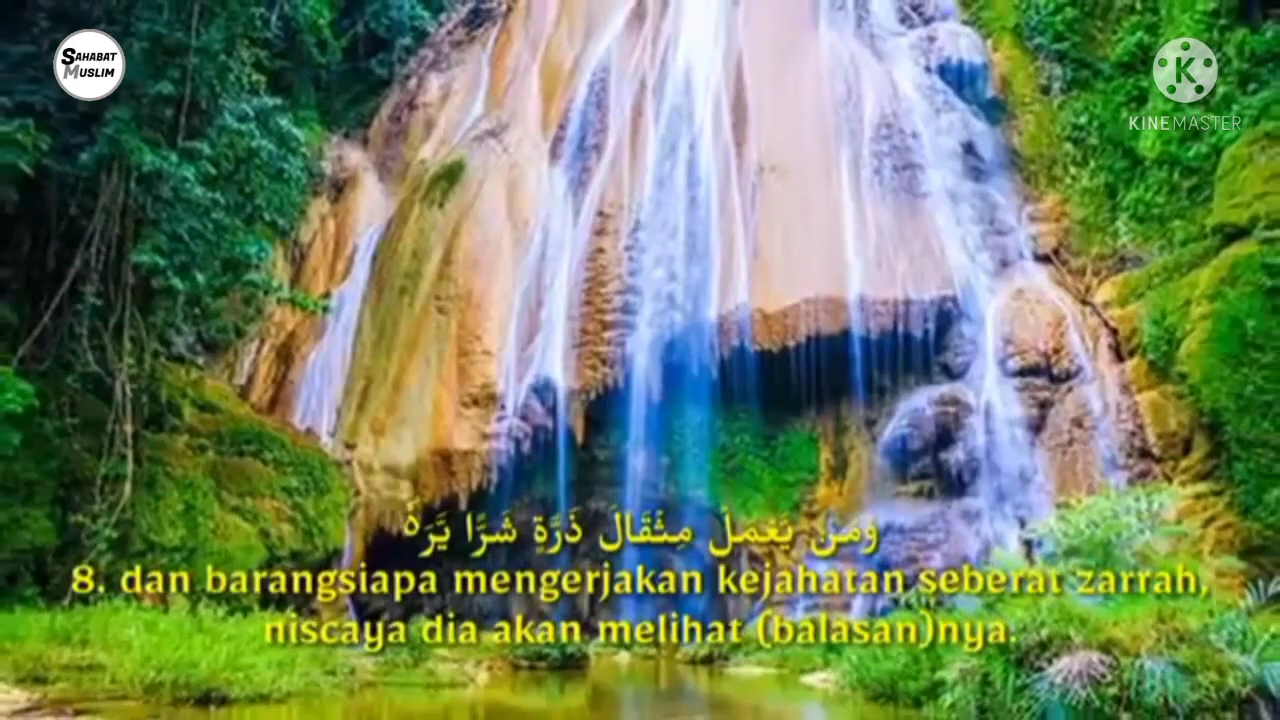 SAHABAT
MUSLIM
KINEMASTER
وَمَنْ يَّعْمَلْ مِثْقَالَ ذَرَّةٍ شَرًّا يَّرَهٗ
8. dan barangsiapa mengerjakan kejahatan seberat zarrah,
niscaya dia akan melihat (balasan)nya.